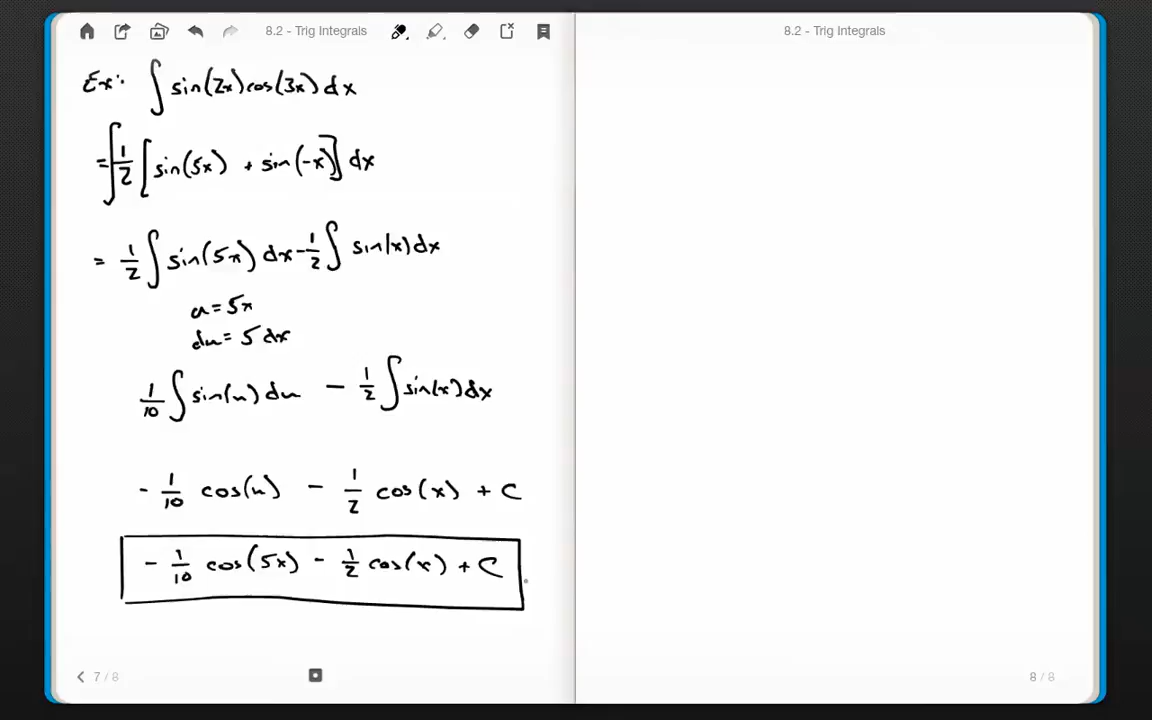 8.2 - Trig Integrals
8.2 - Trig Integrals
Ex: ∫ sin(2x)cos(3x) dx
= ∫ 1/2 [sin(5x) + sin(-x)] dx
= 1/2 ∫ sin(5x) dx - 1/2 ∫ sin(x) dx
u = 5x
du = 5 dx
1/10 ∫ sin(u) du - 1/2 ∫ sin(x) dx
- 1/10 cos(u) - 1/2 cos(x) + C
- 1/10 cos(5x) - 1/2 cos(x) + C
7 / 8
8 / 8